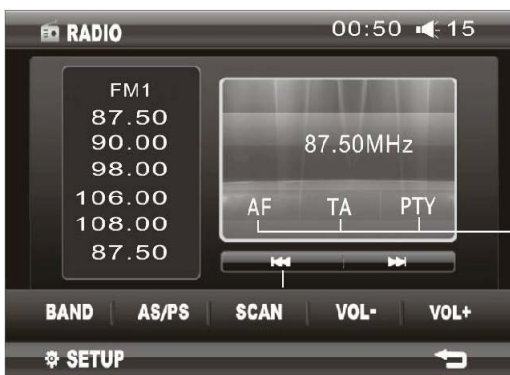 RADIO 00:50 15
FM1
87.50
90.00
98.00
106.00
108.00
87.50
87.50MHz
AF TA PTY
BAND AS/PS SCAN VOL- VOL+
SETUP